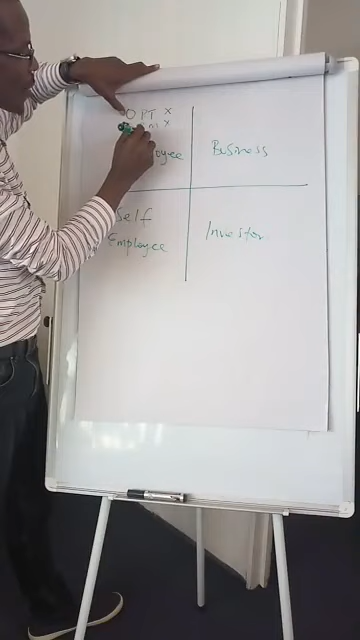 OPT x
m x
Business
Self
Employee
Investor